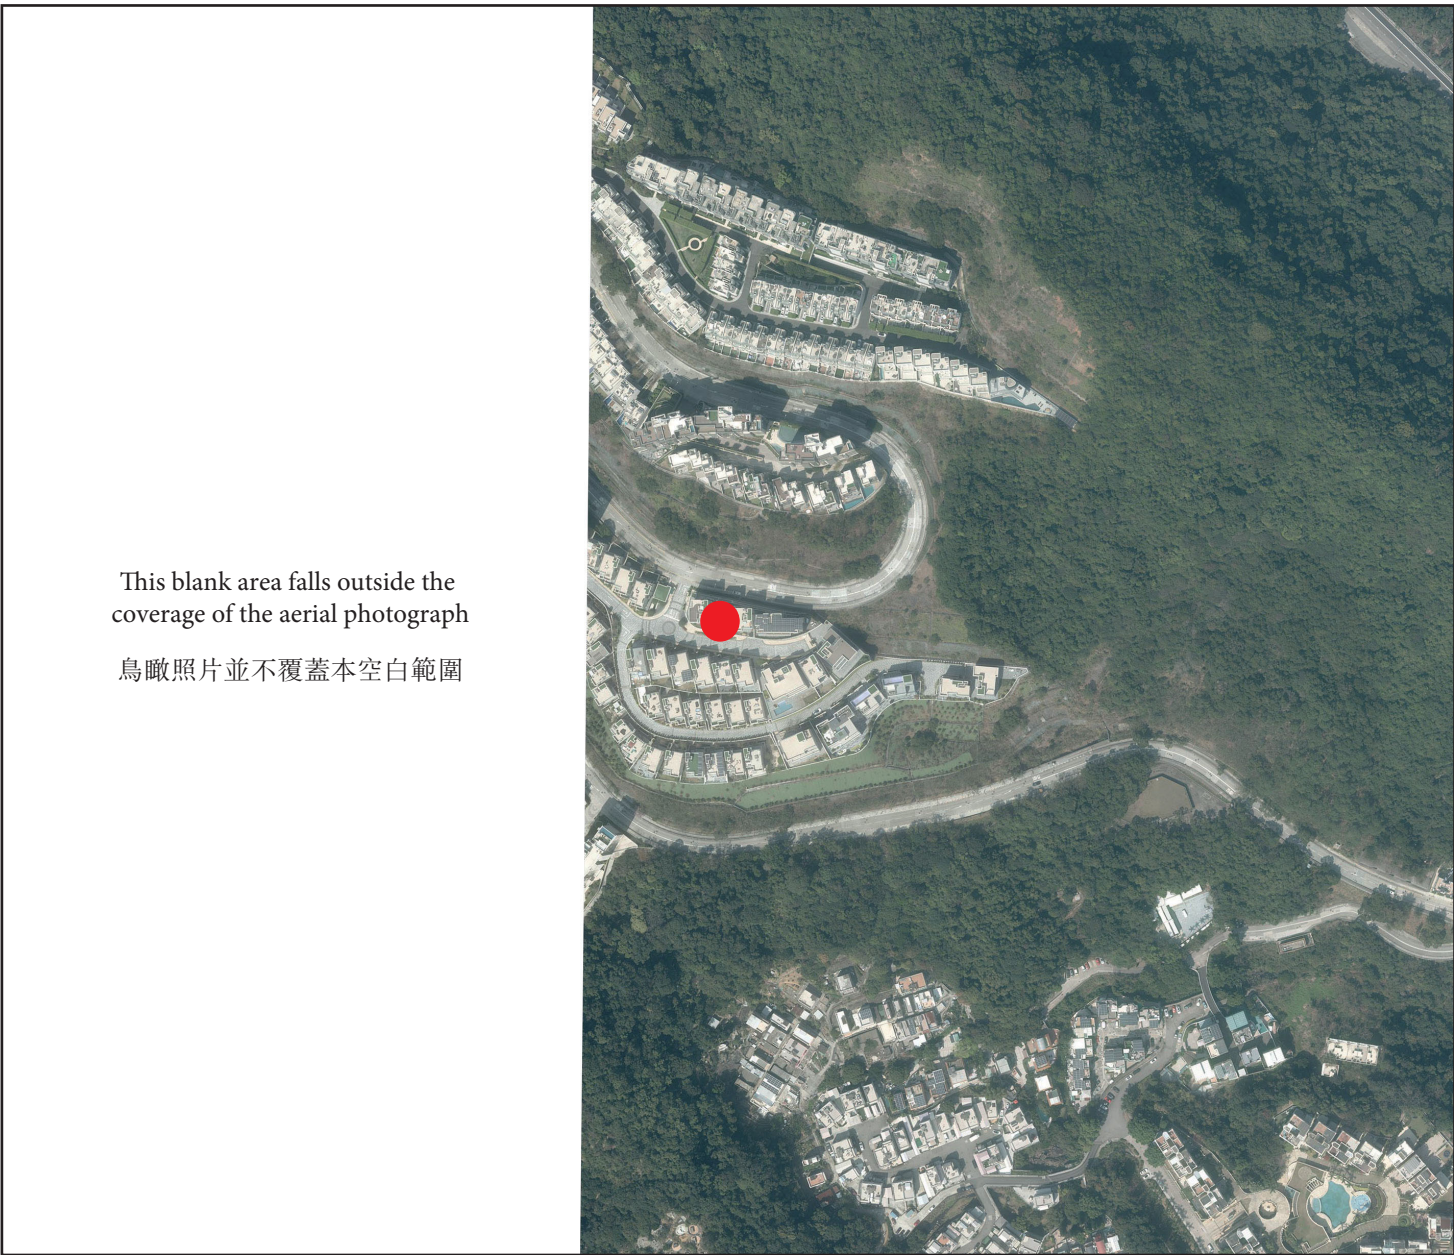 This blank area falls outside the
coverage of the aerial photograph
鳥瞰照片並不覆蓋本空白範圍